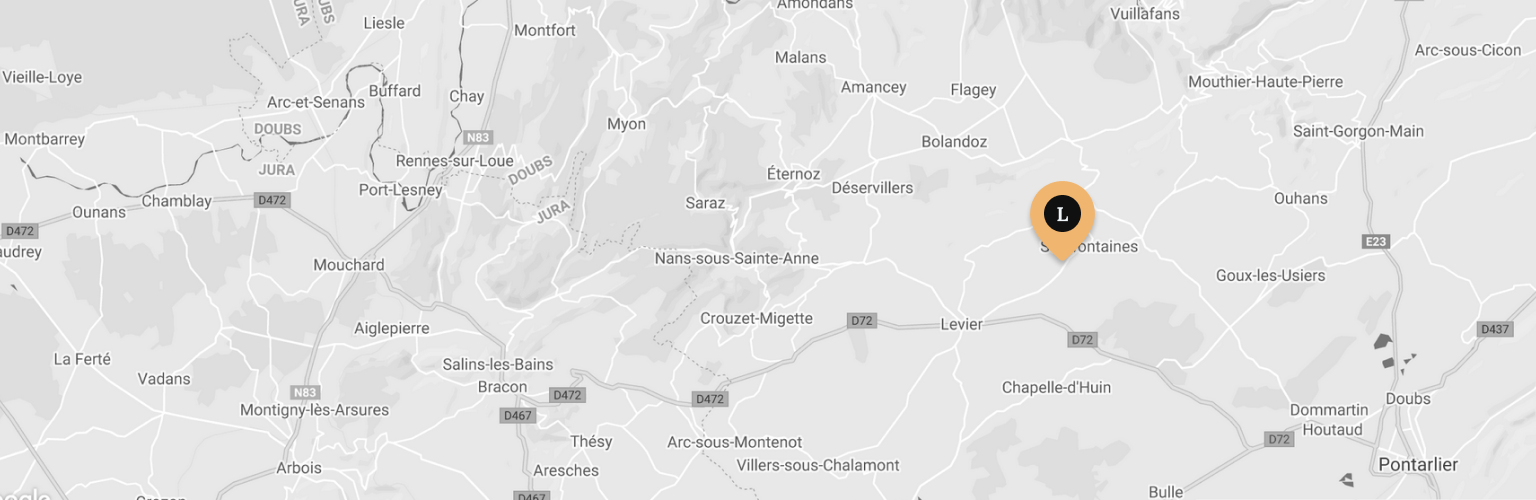 JURA
DOUBS
Amondans
Vuillafans
Liesle
Montfort
Arc-sous-Cicon
Malans
Vieille-Loye
Mouthier-Haute-Pierre
Buffard
Amancey
Flagey
Arc-et-Senans
Chay
Myon
DOUBS
Saint-Gorgon-Main
Montbarrey
N83
Bolandoz
Rennes-sur-Loue
JURA
DOUBS
Éternoz
Port-Lesney
Déservillers
D472
Chamblay
Ouhans
Saraz
Ounans
JURA
L
D472
E23
Nans-sous-Sainte-Anne
Mouchard
Goux-les-Usiers
Crouzet-Migette
D72
Levier
Aiglepierre
D437
D72
La Ferté
Salins-les-Bains
Vadans
Bracon
Chapelle-d'Huin
N83
D472
D472
Doubs
Montigny-lès-Arsures
D467
Dommartin
Houtaud
Thésy
Arc-sous-Montenot
D72
Villers-sous-Chalamont
Pontarlier
Arbois
Aresches
Bulle
D467